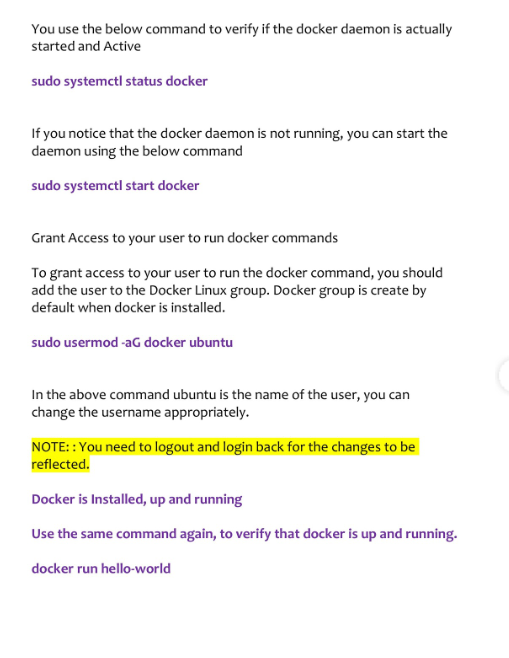 You use the below command to verify if the docker daemon is actually
started and Active
sudo systemctl status docker
If you notice that the docker daemon is not running, you can start the
daemon using the below command
sudo systemctl start docker
Grant Access to your user to run docker commands
To grant access to your user to run the docker command, you should
add the user to the Docker Linux group. Docker group is create by
default when docker is installed.
sudo usermod -aG docker ubuntu
In the above command ubuntu is the name of the user, you can
change the username appropriately.
NOTE: : You need to logout and login back for the changes to be
reflected.
Docker is Installed, up and running
Use the same command again, to verify that docker is up and running.
docker run hello-world